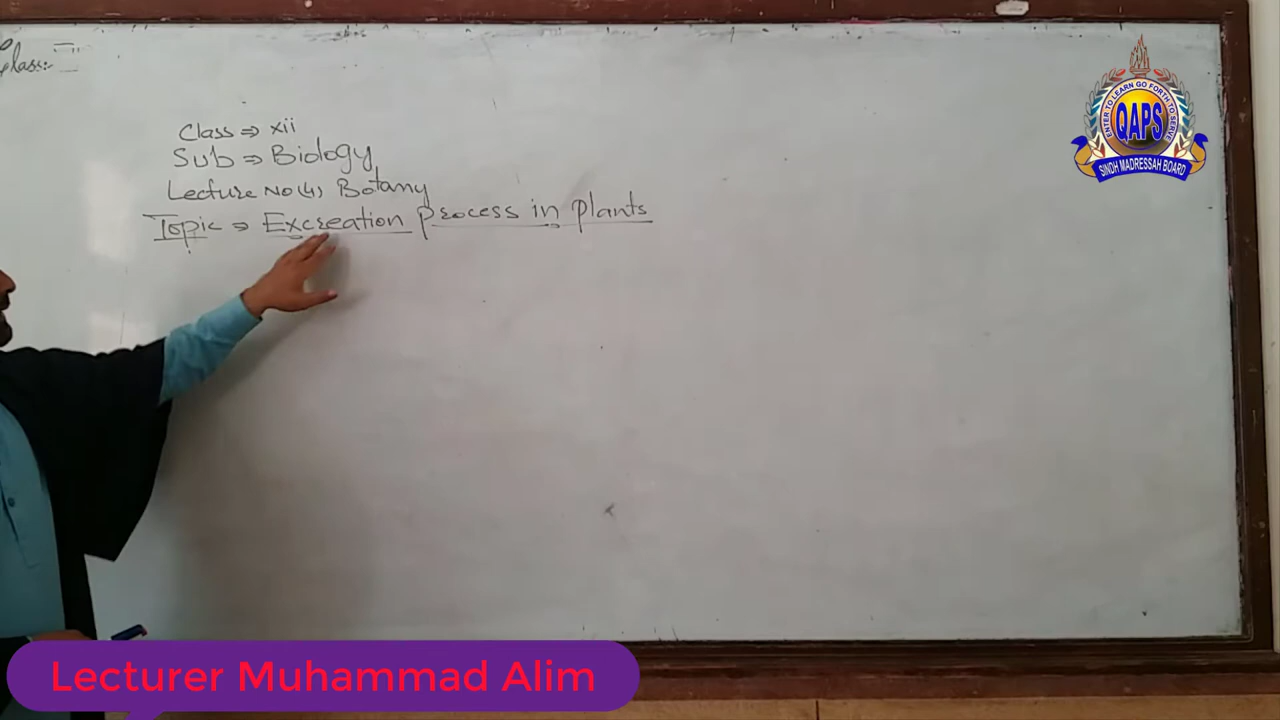 Class:
Class ⇒ xii
Sub ⇒ Biology
Lecture No (4) Botany
Topic ⇒ Excreation process in plants
ENTER TO LEARN GO FORTH TO SERVE
QAPS
SINDH MADRESSAH BOARD
Lecturer Muhammad Alim